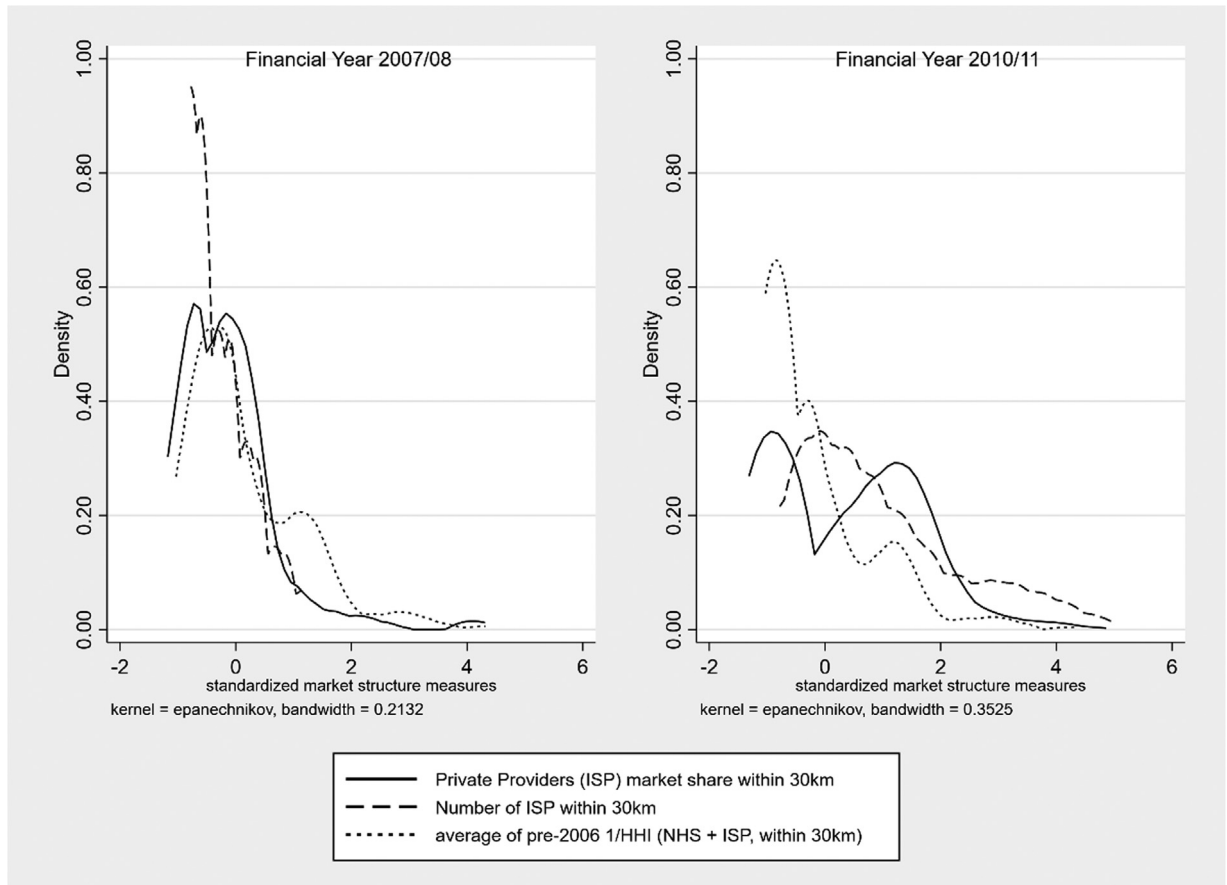 Financial Year 2007/08
1.00
0.80
0.60
0.40
0.20
0.00
Density
-2 0 2 4 6
standardized market structure measures
kernel = epanechnikov, bandwidth = 0.2132
Financial Year 2010/11
1.00
0.80
0.60
0.40
0.20
0.00
Density
-2 0 2 4 6
standardized market structure measures
kernel = epanechnikov, bandwidth = 0.3525
Private Providers (ISP) market share within 30km
Number of ISP within 30km
average of pre-2006 1/HHI (NHS + ISP, within 30km)